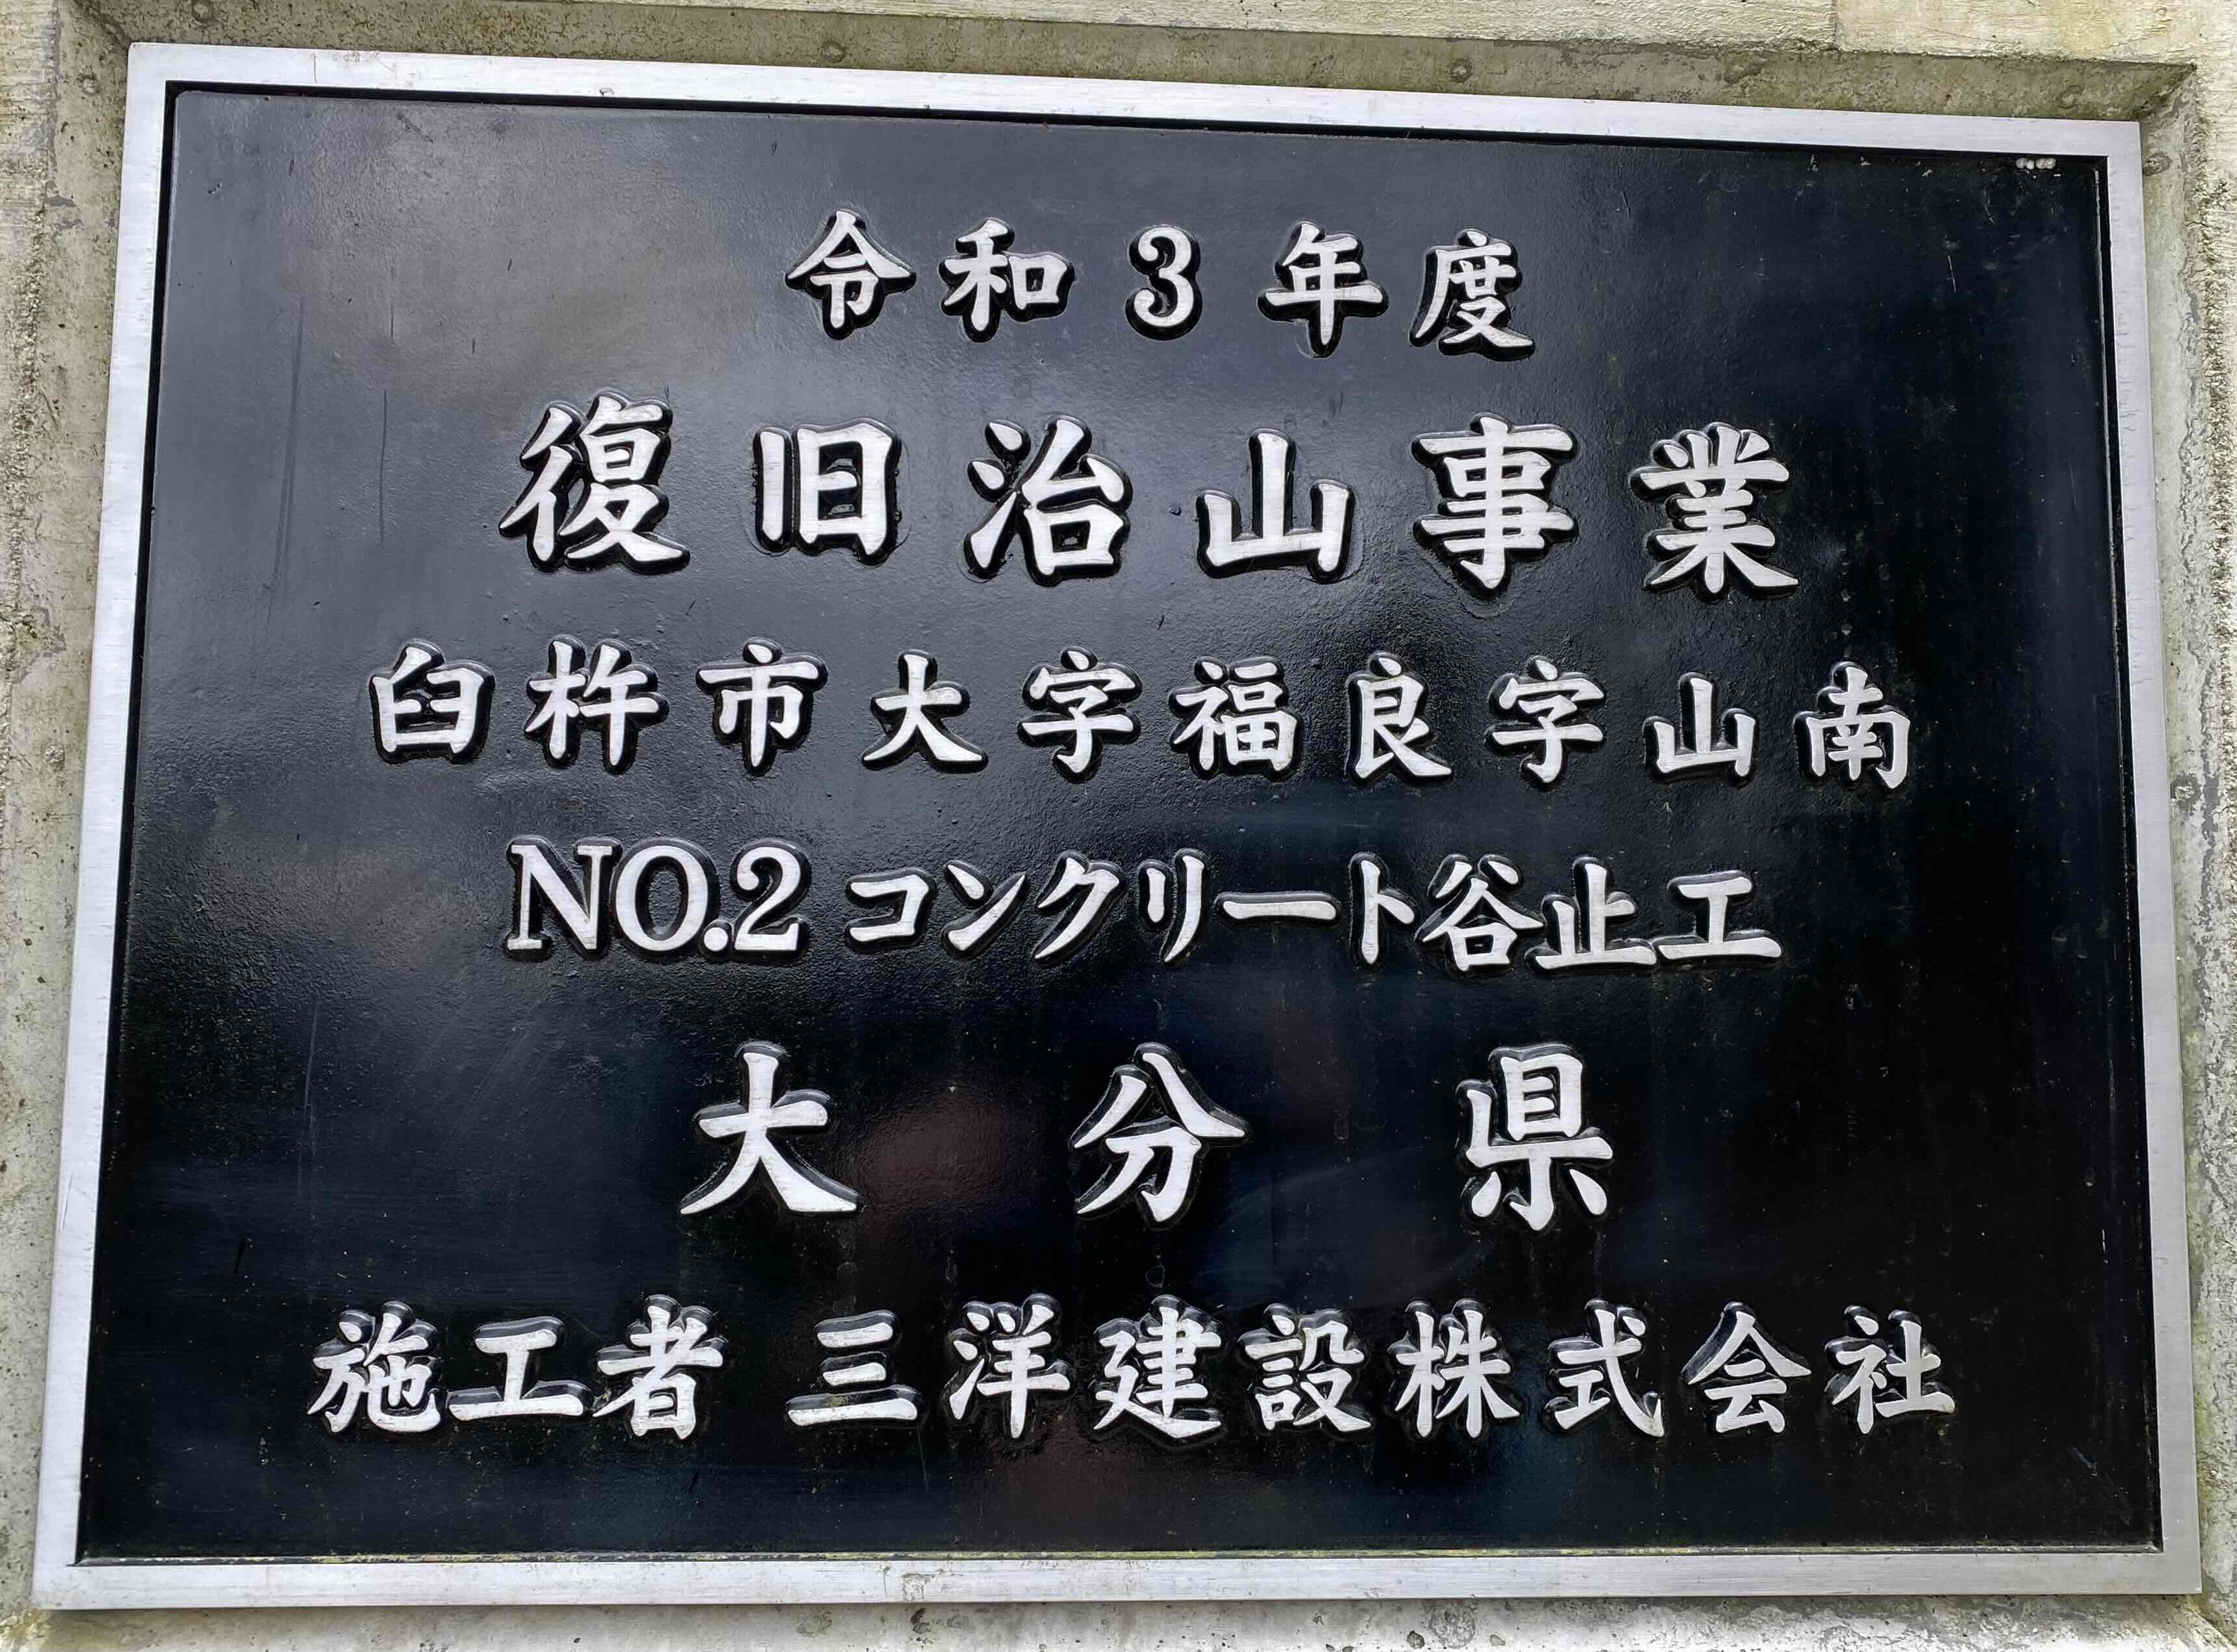 令和3年度
復旧治山事業
臼杵市大字福良字山南
NO.2コンクリート谷止工
大分県
施工者 三洋建設株式会社